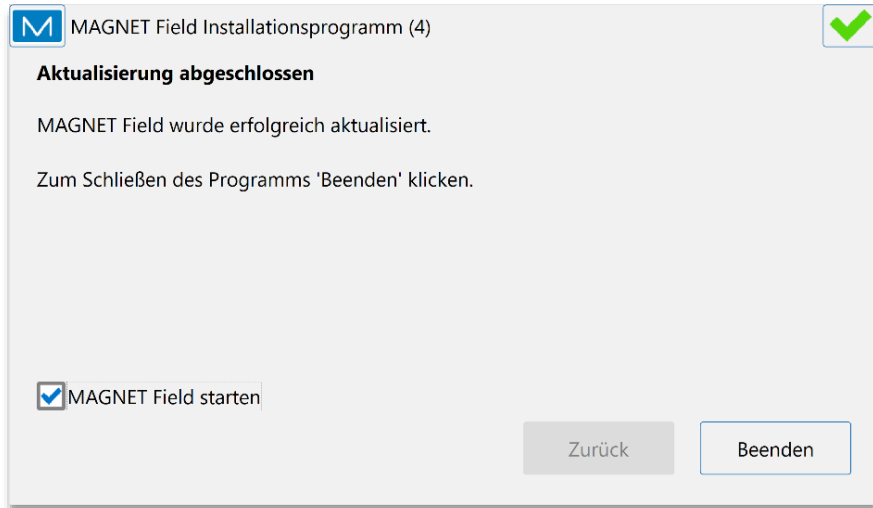 MAGNET Field Installationsprogramm (4)
Aktualisierung abgeschlossen
MAGNET Field wurde erfolgreich aktualisiert.
Zum Schließen des Programms 'Beenden' klicken.
MAGNET Field starten
Zurück
Beenden